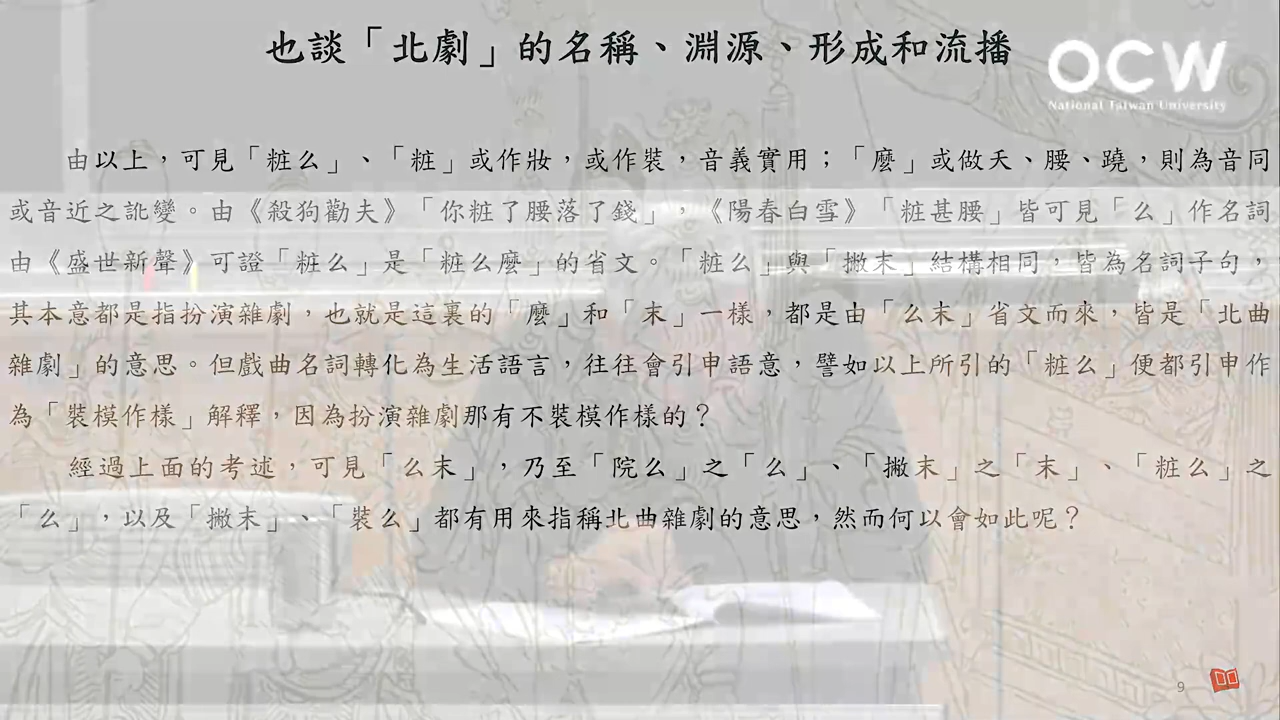 也談「北劇」的名稱、淵源、形成和流播
OCW
National Taiwan University
由以上，可見「粧么」、「粧」或作妝，或作裝，音義實用；「麼」或做夭、腰、蹺，則為音同
或音近之訛變。由《殺狗勸夫》「你粧了腰落了錢」，《陽春白雪》「粧甚腰」皆可見「么」作名詞
由《盛世新聲》可證「粧么」是「粧么麼」的省文。「粧么」與「撇末」結構相同，皆為名詞子句，
其本意都是指扮演雜劇，也就是這裏的「麼」和「末」一樣，都是由「么末」省文而來，皆是「北曲
雜劇」的意思。但戲曲名詞轉化為生活語言，往往會引申語意，譬如以上所引的「粧么」便都引申作
為「裝模作樣」解釋，因為扮演雜劇那有不裝模作樣的？
經過上面的考述，可見「么末」，乃至「院么」之「么」、「撇末」之「末」、「粧么」之
「么」，以及「撇末」、「裝么」都有用來指稱北曲雜劇的意思，然而何以會如此呢？
9